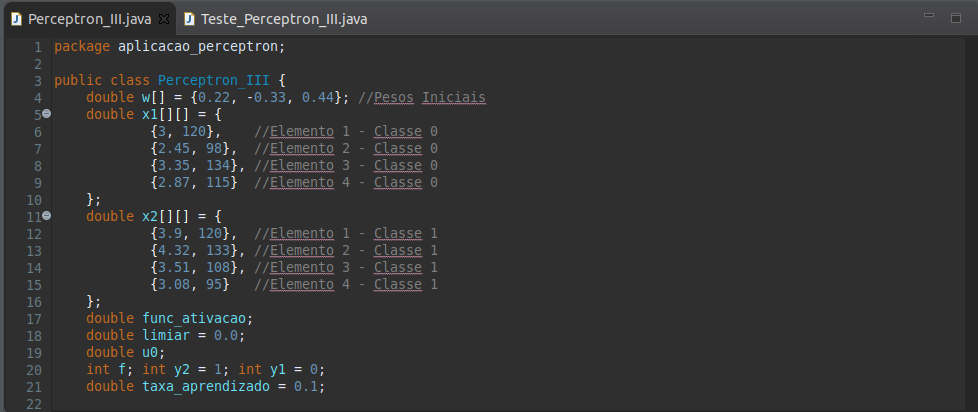 Perceptron_III.java Teste_Perceptron_III.java
1 package aplicacao_perceptron;
2
3 public class Perceptron_III {
4 double w[] = {0.22, -0.33, 0.44}; //Pesos Iniciais
5 double x1[][] = {
6 {3, 120}, //Elemento 1 - Classe 0
7 {2.45, 98}, //Elemento 2 - Classe 0
8 {3.35, 134}, //Elemento 3 - Classe 0
9 {2.87, 115} //Elemento 4 - Classe 0
10 };
11 double x2[][] = {
12 {3.9, 120}, //Elemento 1 - Classe 1
13 {4.32, 133}, //Elemento 2 - Classe 1
14 {3.51, 108}, //Elemento 3 - Classe 1
15 {3.08, 95} //Elemento 4 - Classe 1
16 };
17 double func_ativacao;
18 double limiar = 0.0;
19 double u0;
20 int f; int y2 = 1; int y1 = 0;
21 double taxa_aprendizado = 0.1;
22